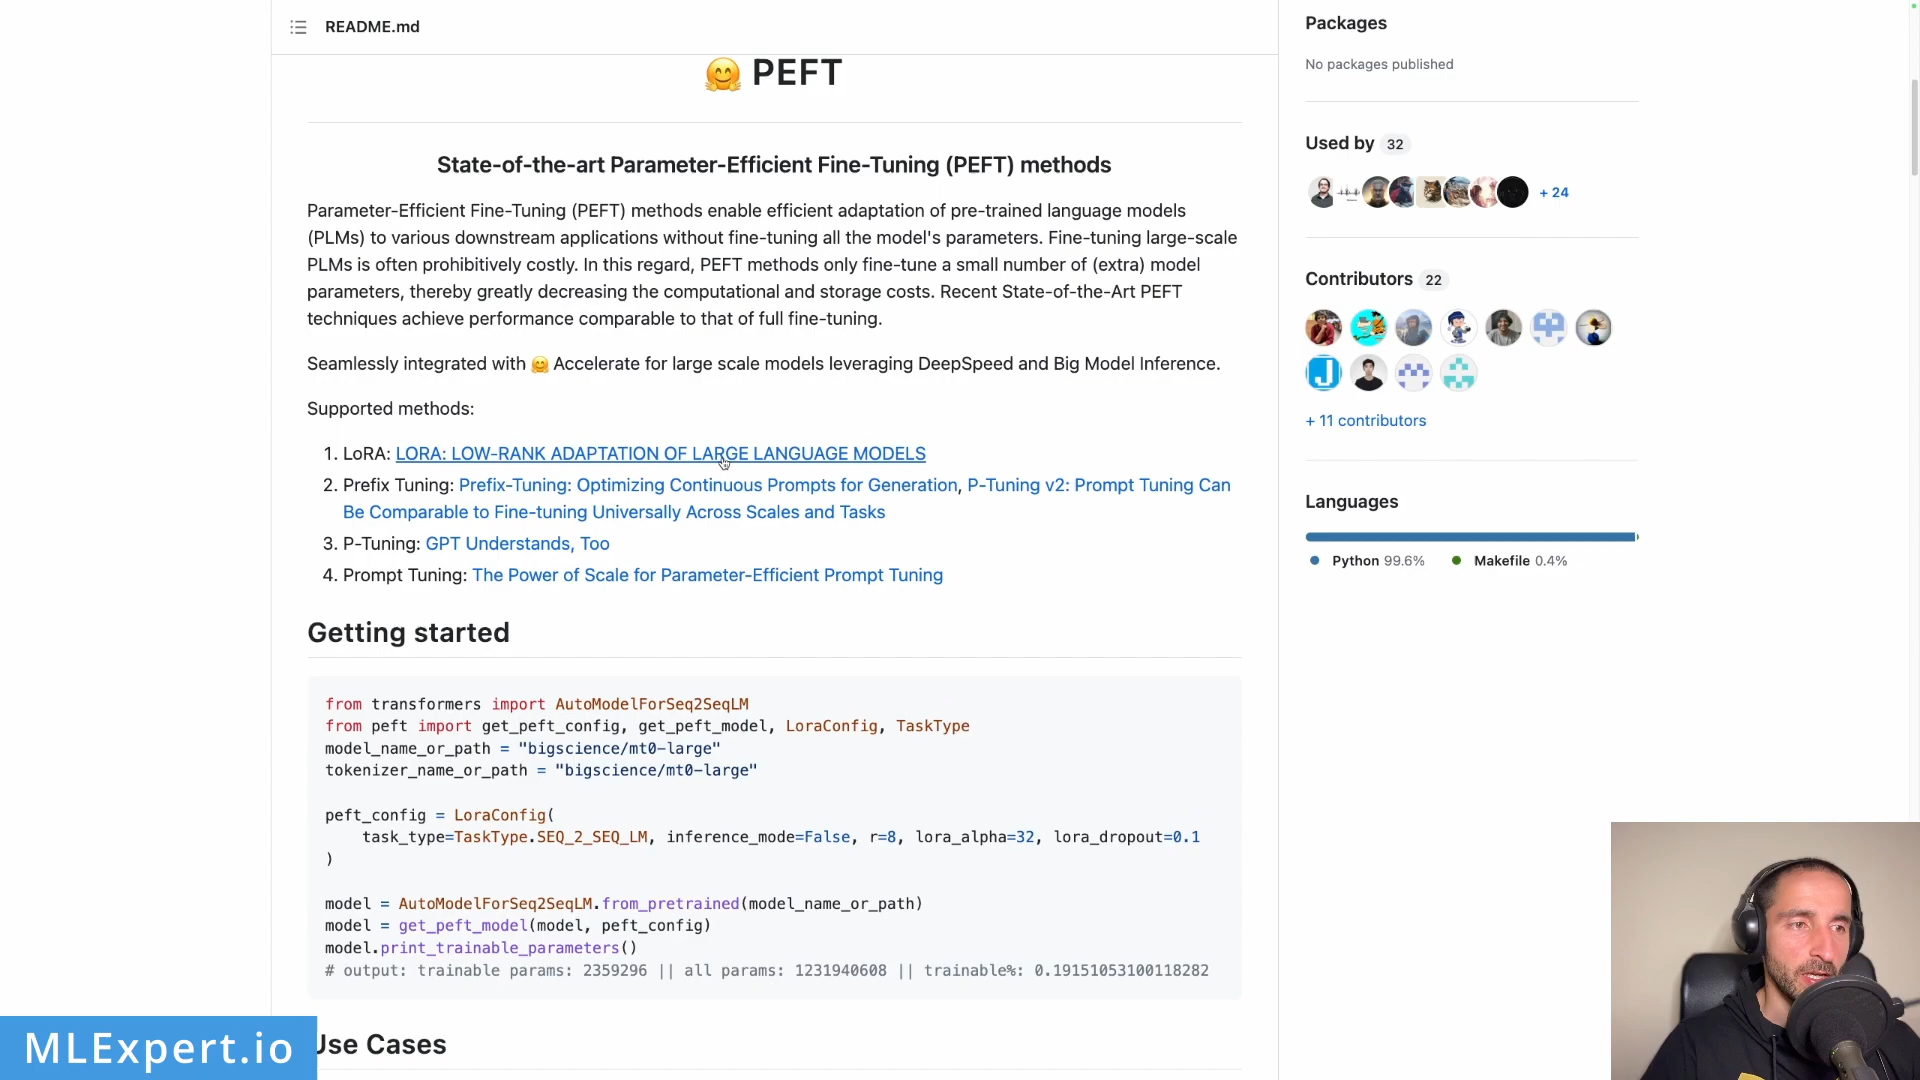 README.md
🤗 PEFT
State-of-the-art Parameter-Efficient Fine-Tuning (PEFT) methods
Parameter-Efficient Fine-Tuning (PEFT) methods enable efficient adaptation of pre-trained language models
(PLMs) to various downstream applications without fine-tuning all the model's parameters. Fine-tuning large-scale
PLMs is often prohibitively costly. In this regard, PEFT methods only fine-tune a small number of (extra) model
parameters, thereby greatly decreasing the computational and storage costs. Recent State-of-the-Art PEFT
techniques achieve performance comparable to that of full fine-tuning.
Seamlessly integrated with 🤗 Accelerate for large scale models leveraging DeepSpeed and Big Model Inference.
Supported methods:
1. LoRA: LORA: LOW-RANK ADAPTATION OF LARGE LANGUAGE MODELS
2. Prefix Tuning: Prefix-Tuning: Optimizing Continuous Prompts for Generation, P-Tuning v2: Prompt Tuning Can
Be Comparable to Fine-tuning Universally Across Scales and Tasks
3. P-Tuning: GPT Understands, Too
4. Prompt Tuning: The Power of Scale for Parameter-Efficient Prompt Tuning
Getting started
from transformers import AutoModelForSeq2SeqLM
from peft import get_peft_config, get_peft_model, LoraConfig, TaskType
model_name_or_path = "bigscience/mt0-large"
tokenizer_name_or_path = "bigscience/mt0-large"
peft_config = LoraConfig(
    task_type=TaskType.SEQ_2_SEQ_LM, inference_mode=False, r=8, lora_alpha=32, lora_dropout=0.1
)
model = AutoModelForSeq2SeqLM.from_pretrained(model_name_or_path)
model = get_peft_model(model, peft_config)
model.print_trainable_parameters()
# output: trainable params: 2359296 || all params: 1231940608 || trainable%: 0.19151053100118282
Use Cases
MLExpert.io
Packages
No packages published
Used by 32
+ 24
Contributors 22
+ 11 contributors
Languages
Python 99.6% Makefile 0.4%